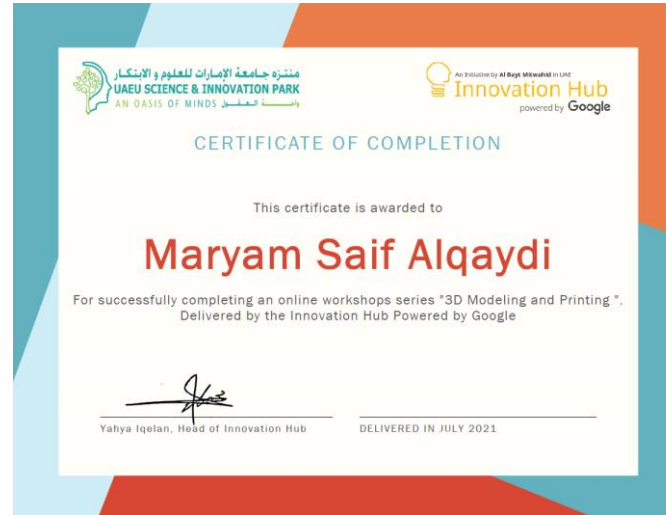 منتزه جامعة الإمارات للعلوم و الابتكار
UAEU SCIENCE & INNOVATION PARK
AN OASIS OF MINDS واحـــــة الـعـقـــول
An Initiative by Al Bayt Mitwahid in UAE
Innovation Hub
powered by Google
CERTIFICATE OF COMPLETION
This certificate is awarded to
Maryam Saif Alqaydi
For successfully completing an online workshops series "3D Modeling and Printing ".
Delivered by the Innovation Hub Powered by Google
Yahya Iqelan, Head of Innovation Hub
DELIVERED IN JULY 2021